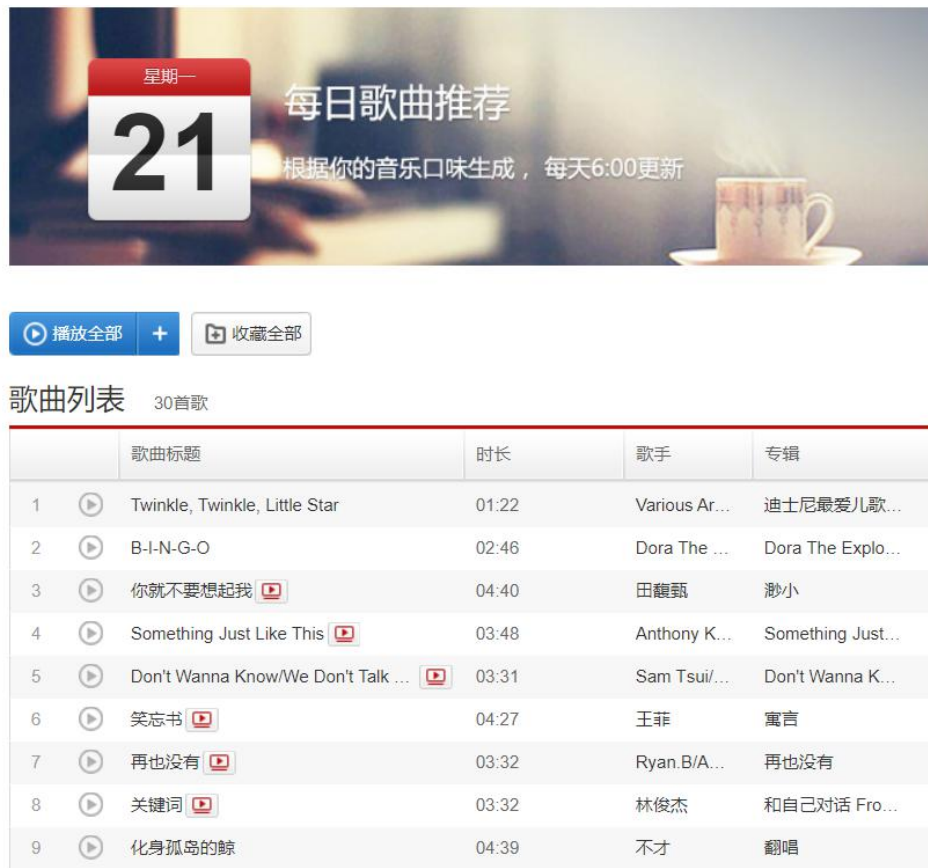 星期一
21
每日歌曲推荐
根据你的音乐口味生成，每天6:00更新
播放全部 +
收藏全部
歌曲列表 30首歌
歌曲标题 时长 歌手 专辑
1 Twinkle, Twinkle, Little Star 01:22 Various Ar... 迪士尼最爱儿歌...
2 B-I-N-G-O 02:46 Dora The ... Dora The Explo...
3 你就不要想起我 04:40 田馥甄 渺小
4 Something Just Like This 03:48 Anthony K... Something Just...
5 Don't Wanna Know/We Don't Talk ... 03:31 Sam Tsui/... Don't Wanna K...
6 笑忘书 04:27 王菲 寓言
7 再也没有 03:32 Ryan.B/A... 再也没有
8 关键词 03:32 林俊杰 和自己对话 Fro...
9 化身孤岛的鲸 04:39 不才 翻唱